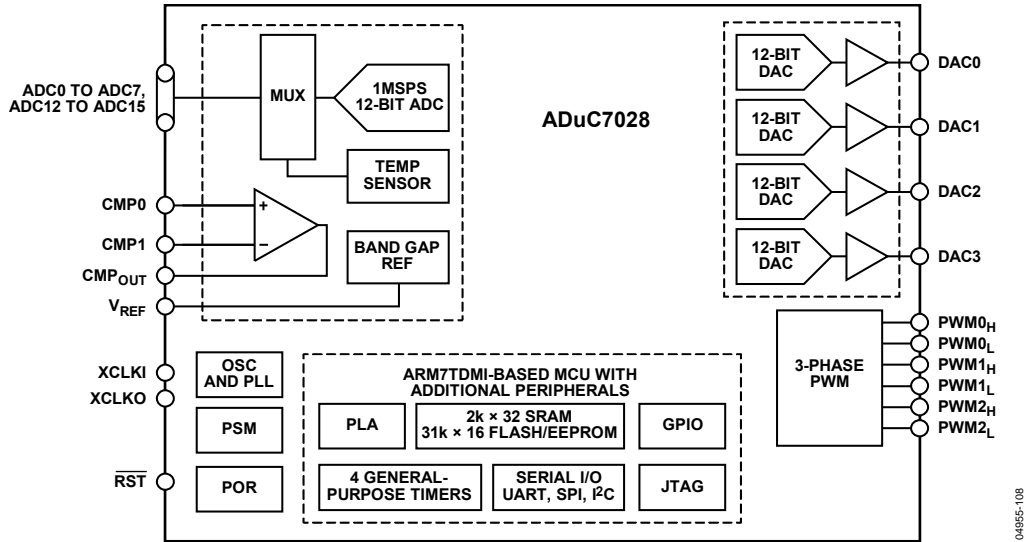 ADC0 TO ADC7,
ADC12 TO ADC15
MUX
1MSPS
12-BIT ADC
TEMP
SENSOR
CMP0
CMP1
CMPOUT
VREF
+
−
BAND GAP
REF
ADuC7028
12-BIT
DAC
DAC0
12-BIT
DAC
DAC1
12-BIT
DAC
DAC2
12-BIT
DAC
DAC3
3-PHASE
PWM
PWM0H
PWM0L
PWM1H
PWM1L
PWM2H
PWM2L
XCLKI
XCLKO
RST
OSC
AND PLL
PSM
POR
ARM7TDMI-BASED MCU WITH
ADDITIONAL PERIPHERALS
PLA
2k × 32 SRAM
31k × 16 FLASH/EEPROM
GPIO
4 GENERAL-
PURPOSE TIMERS
SERIAL I/O
UART, SPI, I²C
JTAG
04955-108